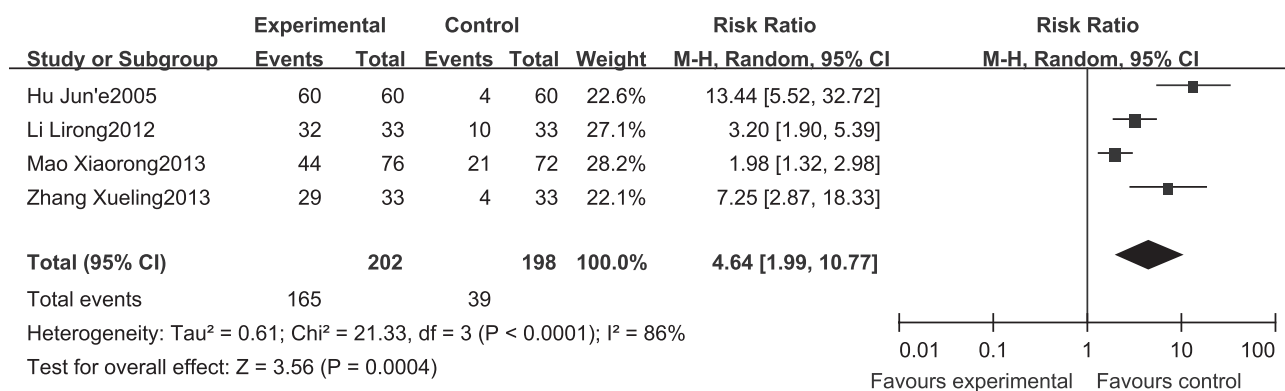 Experimental Control Risk Ratio Risk Ratio
Study or Subgroup Events Total Events Total Weight M-H, Random, 95% CI M-H, Random, 95% CI
Hu Jun'e2005 60 60 4 60 22.6% 13.44 [5.52, 32.72]
Li Lirong2012 32 33 10 33 27.1% 3.20 [1.90, 5.39]
Mao Xiaorong2013 44 76 21 72 28.2% 1.98 [1.32, 2.98]
Zhang Xueling2013 29 33 4 33 22.1% 7.25 [2.87, 18.33]
Total (95% CI) 202 198 100.0% 4.64 [1.99, 10.77]
Total events 165 39
Heterogeneity: Tau² = 0.61; Chi² = 21.33, df = 3 (P < 0.0001); I² = 86%
Test for overall effect: Z = 3.56 (P = 0.0004)
0.01 0.1 1 10 100
Favours experimental Favours control